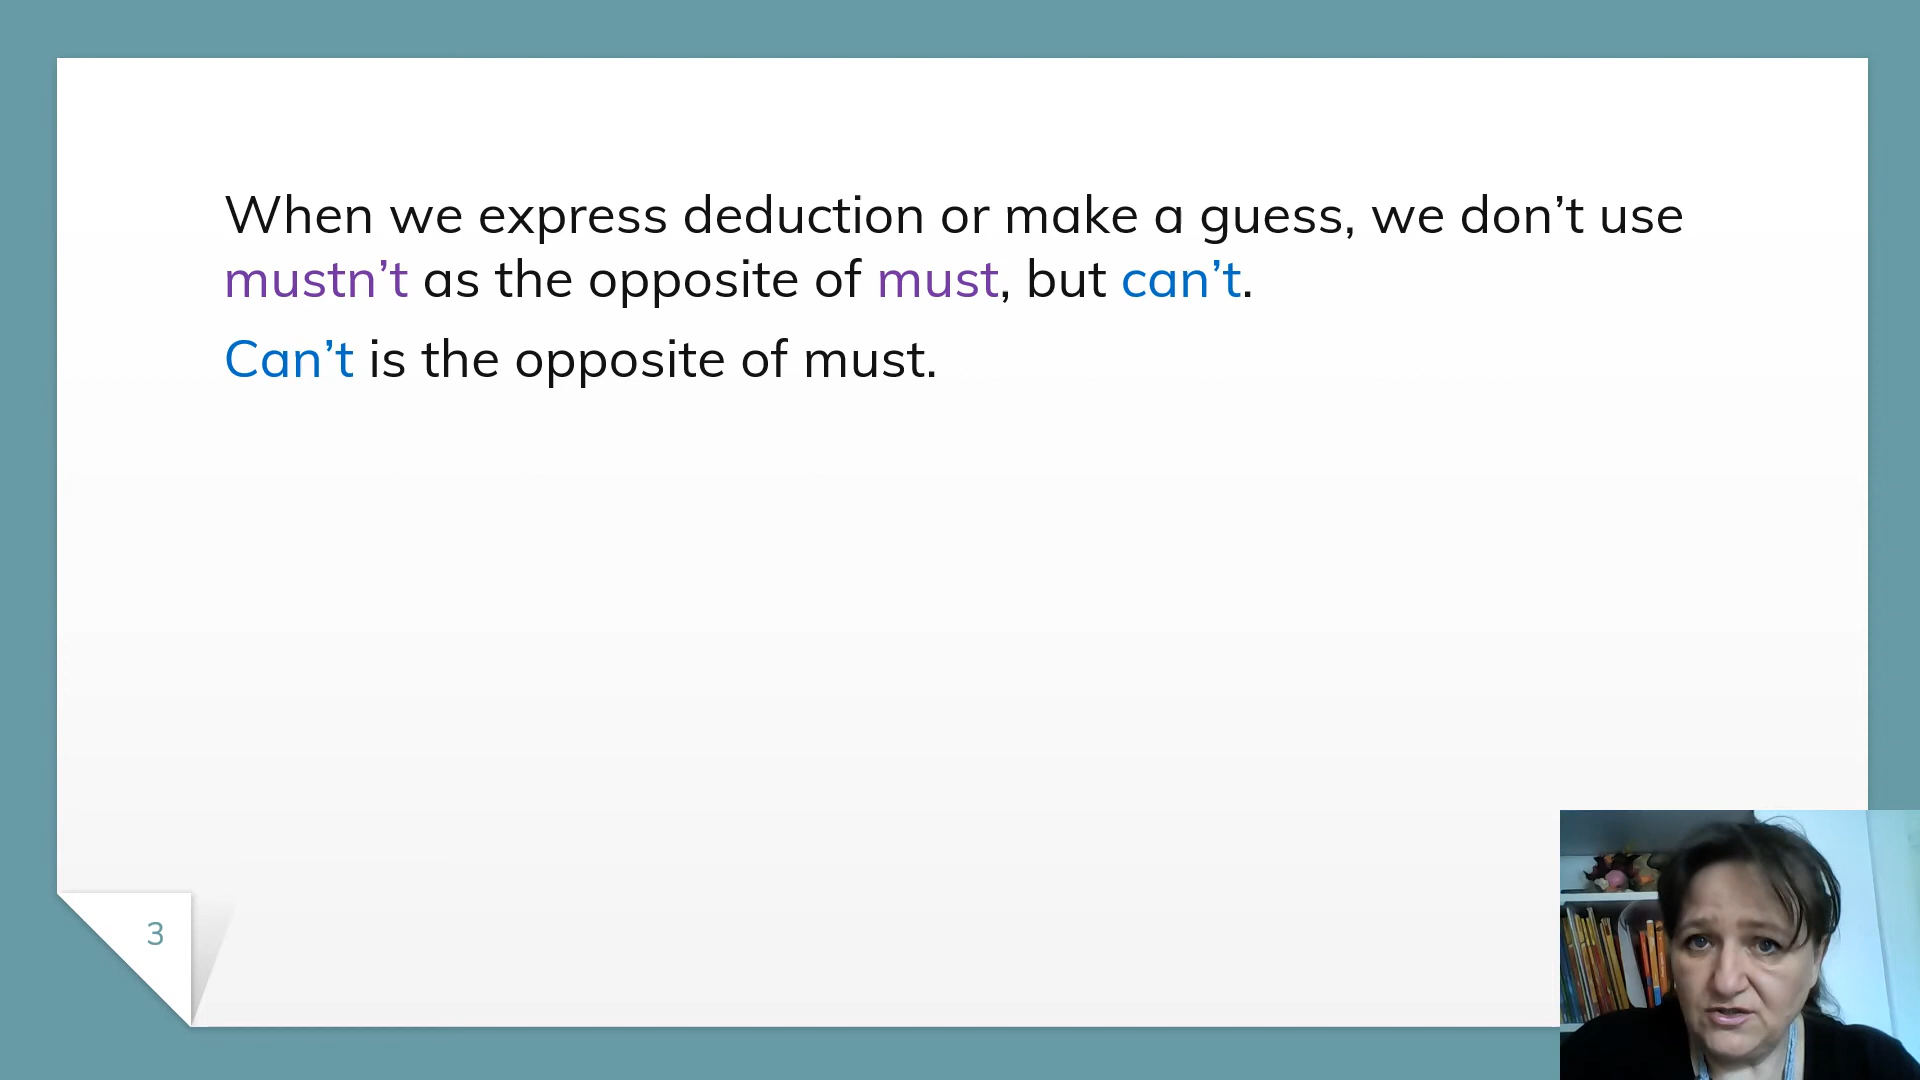 When we express deduction or make a guess, we don’t use
mustn’t as the opposite of must, but can’t.
Can’t is the opposite of must.
3